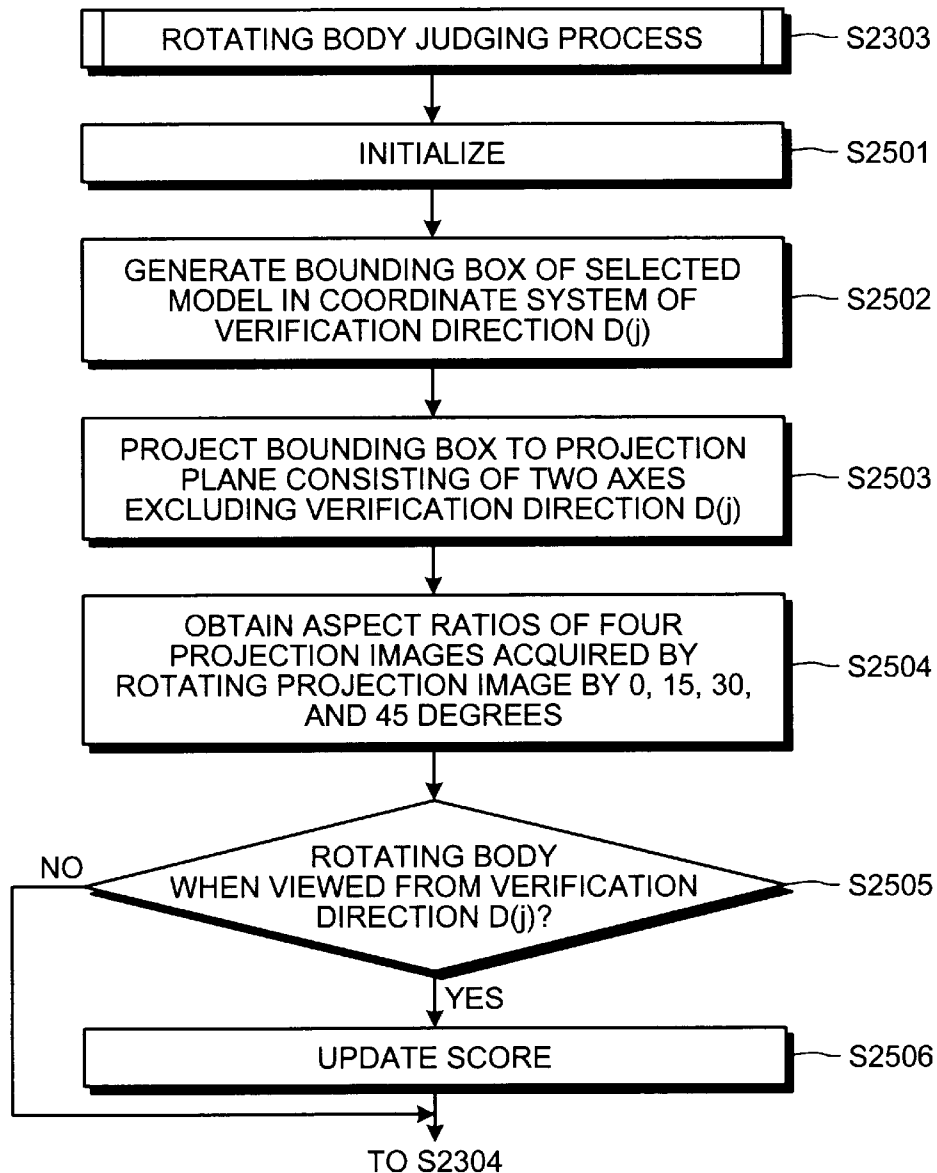 ROTATING BODY JUDGING PROCESS
S2303
INITIALIZE
S2501
GENERATE BOUNDING BOX OF SELECTED
MODEL IN COORDINATE SYSTEM OF
VERIFICATION DIRECTION D(j)
S2502
PROJECT BOUNDING BOX TO PROJECTION
PLANE CONSISTING OF TWO AXES
EXCLUDING VERIFICATION DIRECTION D(j)
S2503
OBTAIN ASPECT RATIOS OF FOUR
PROJECTION IMAGES ACQUIRED BY
ROTATING PROJECTION IMAGE BY 0, 15, 30,
AND 45 DEGREES
S2504
NO
ROTATING BODY
WHEN VIEWED FROM VERIFICATION
DIRECTION D(j)?
S2505
YES
UPDATE SCORE
S2506
TO S2304